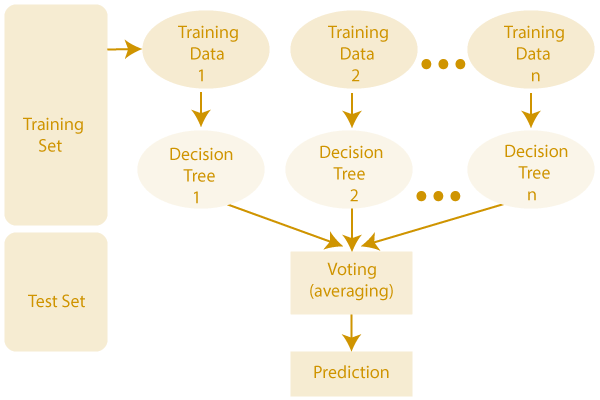 Training
Set
Training
Data
1
Training
Data
2
Training
Data
n
Decision
Tree
1
Decision
Tree
2
Decision
Tree
n
Test Set
Voting
(averaging)
Prediction